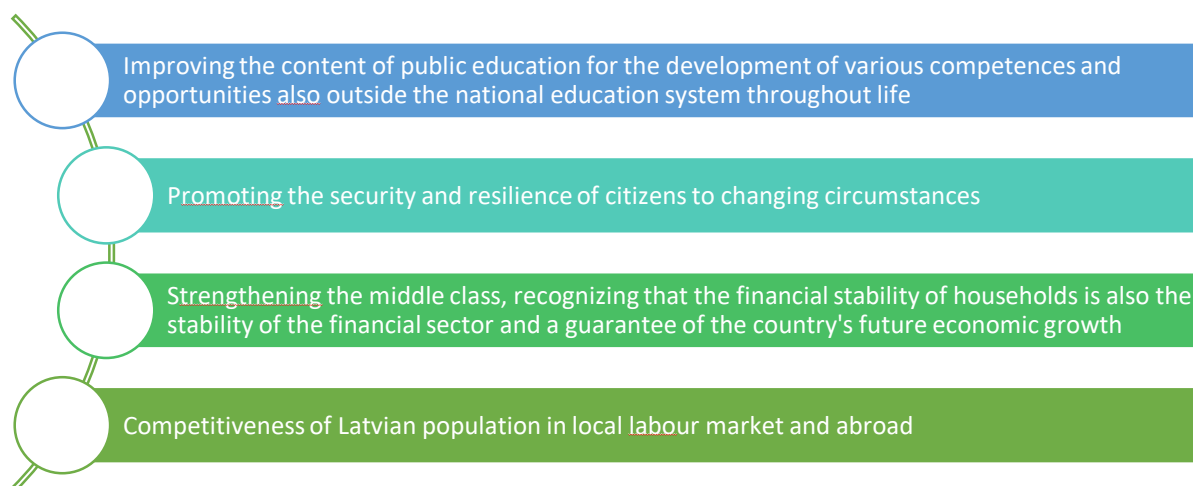 Improving the content of public education for the development of various competences and
opportunities also outside the national education system throughout life
Promoting the security and resilience of citizens to changing circumstances
Strengthening the middle class, recognizing that the financial stability of households is also the
stability of the financial sector and a guarantee of the country's future economic growth
Competitiveness of Latvian population in local labour market and abroad